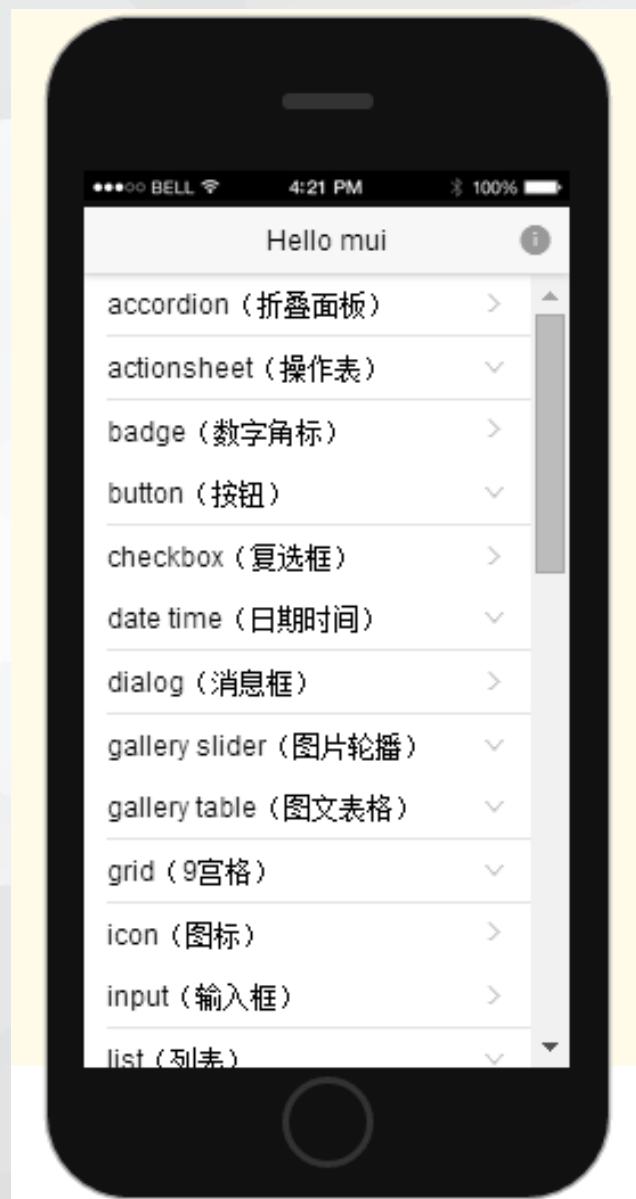 BELL 4:21 PM 100%
Hello mui
accordion（折叠面板）
actionsheet（操作表）
badge（数字角标）
button（按钮）
checkbox（复选框）
date time（日期时间）
dialog（消息框）
gallery slider（图片轮播）
gallery table（图文表格）
grid（9宫格）
icon（图标）
input（输入框）
list（列表）